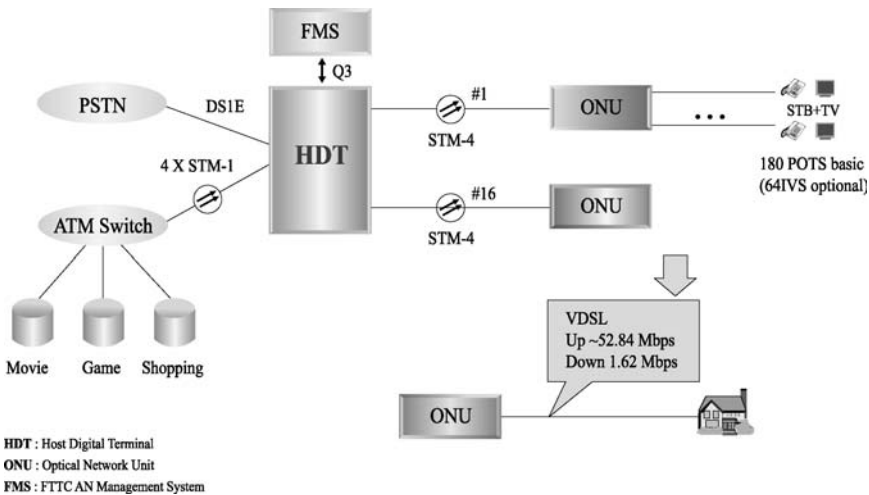 FMS
Q3
PSTN
DS1E
HDT
4 X STM-1
ATM Switch
Movie
Game
Shopping
#1
STM-4
ONU
...
STB+TV
180 POTS basic
(64IVS optional)
#16
STM-4
ONU
VDSL
Up ~52.84 Mbps
Down 1.62 Mbps
ONU
HDT : Host Digital Terminal
ONU : Optical Network Unit
FMS : FTTC AN Management System